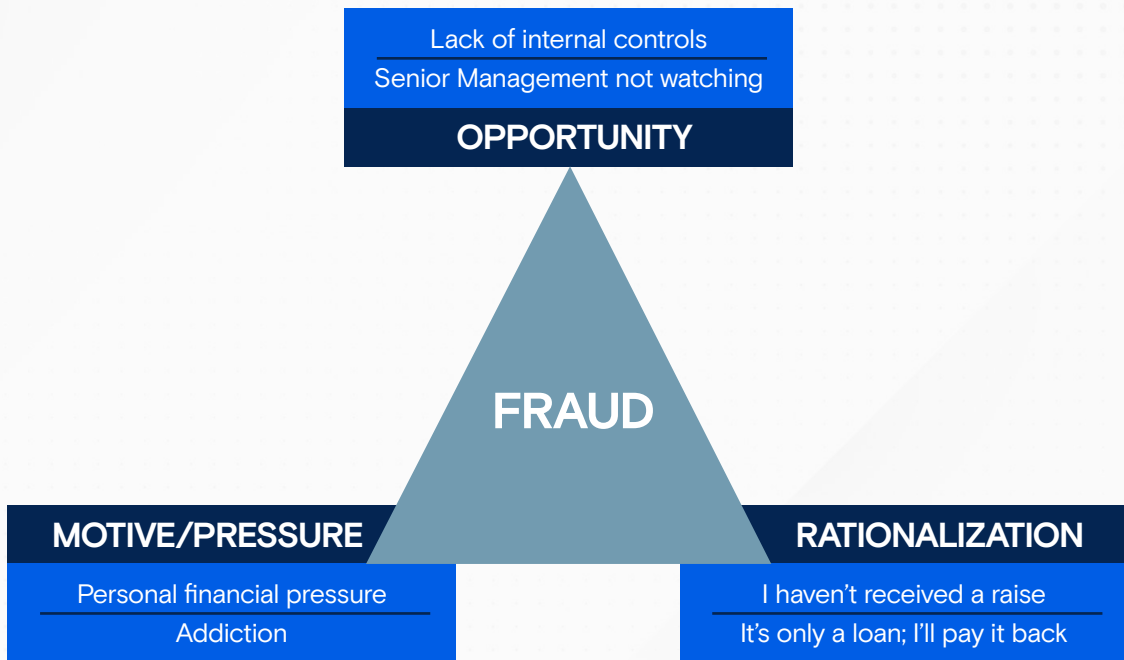 Lack of internal controls
Senior Management not watching
OPPORTUNITY
FRAUD
MOTIVE/PRESSURE
Personal financial pressure
Addiction
RATIONALIZATION
I haven’t received a raise
It’s only a loan; I’ll pay it back